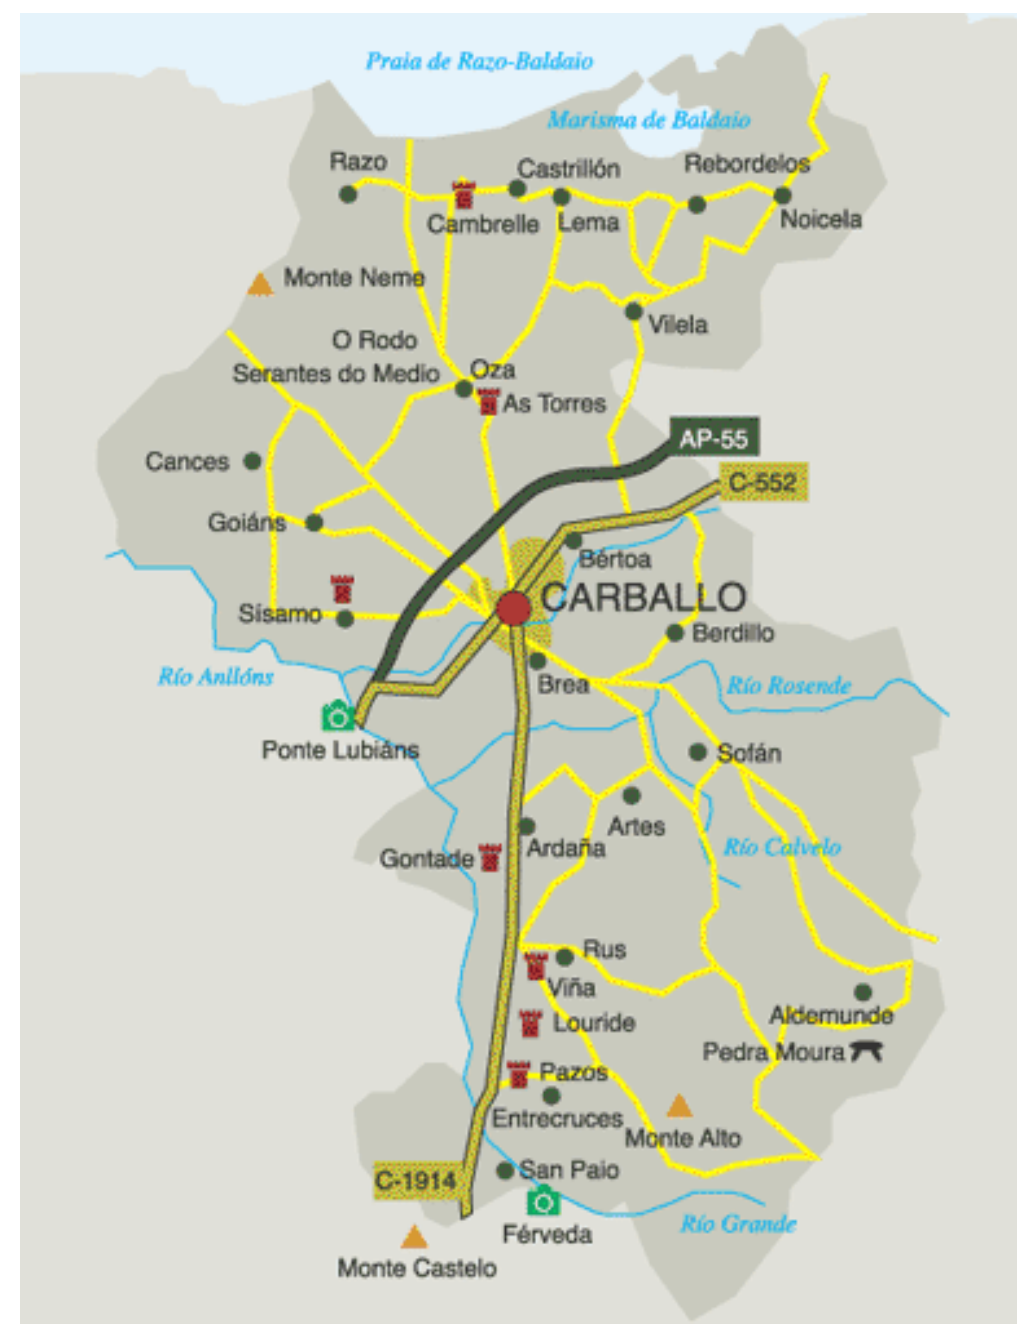 Praia de Razo-Baldaio
Marisma de Baldaio
Razo
Castrillón
Rebordelos
Cambrelle
Lema
Noicela
Monte Neme
Vilela
O Rodo
Oza
Serantes do Medio
As Torres
AP-55
Cances
C-552
Goiáns
Bértoa
CARBALLO
Sísamo
Berdillo
Río Anllóns
Brea
Río Rosende
Ponte Lubiáns
Sofán
Artes
Ardaña
Río Calvelo
Gontade
Rus
Viña
Aldemunde
Louride
Pedra Moura
Pazos
Entrecruces
Monte Alto
San Paio
C-1914
Río Grande
Férveda
Monte Castelo